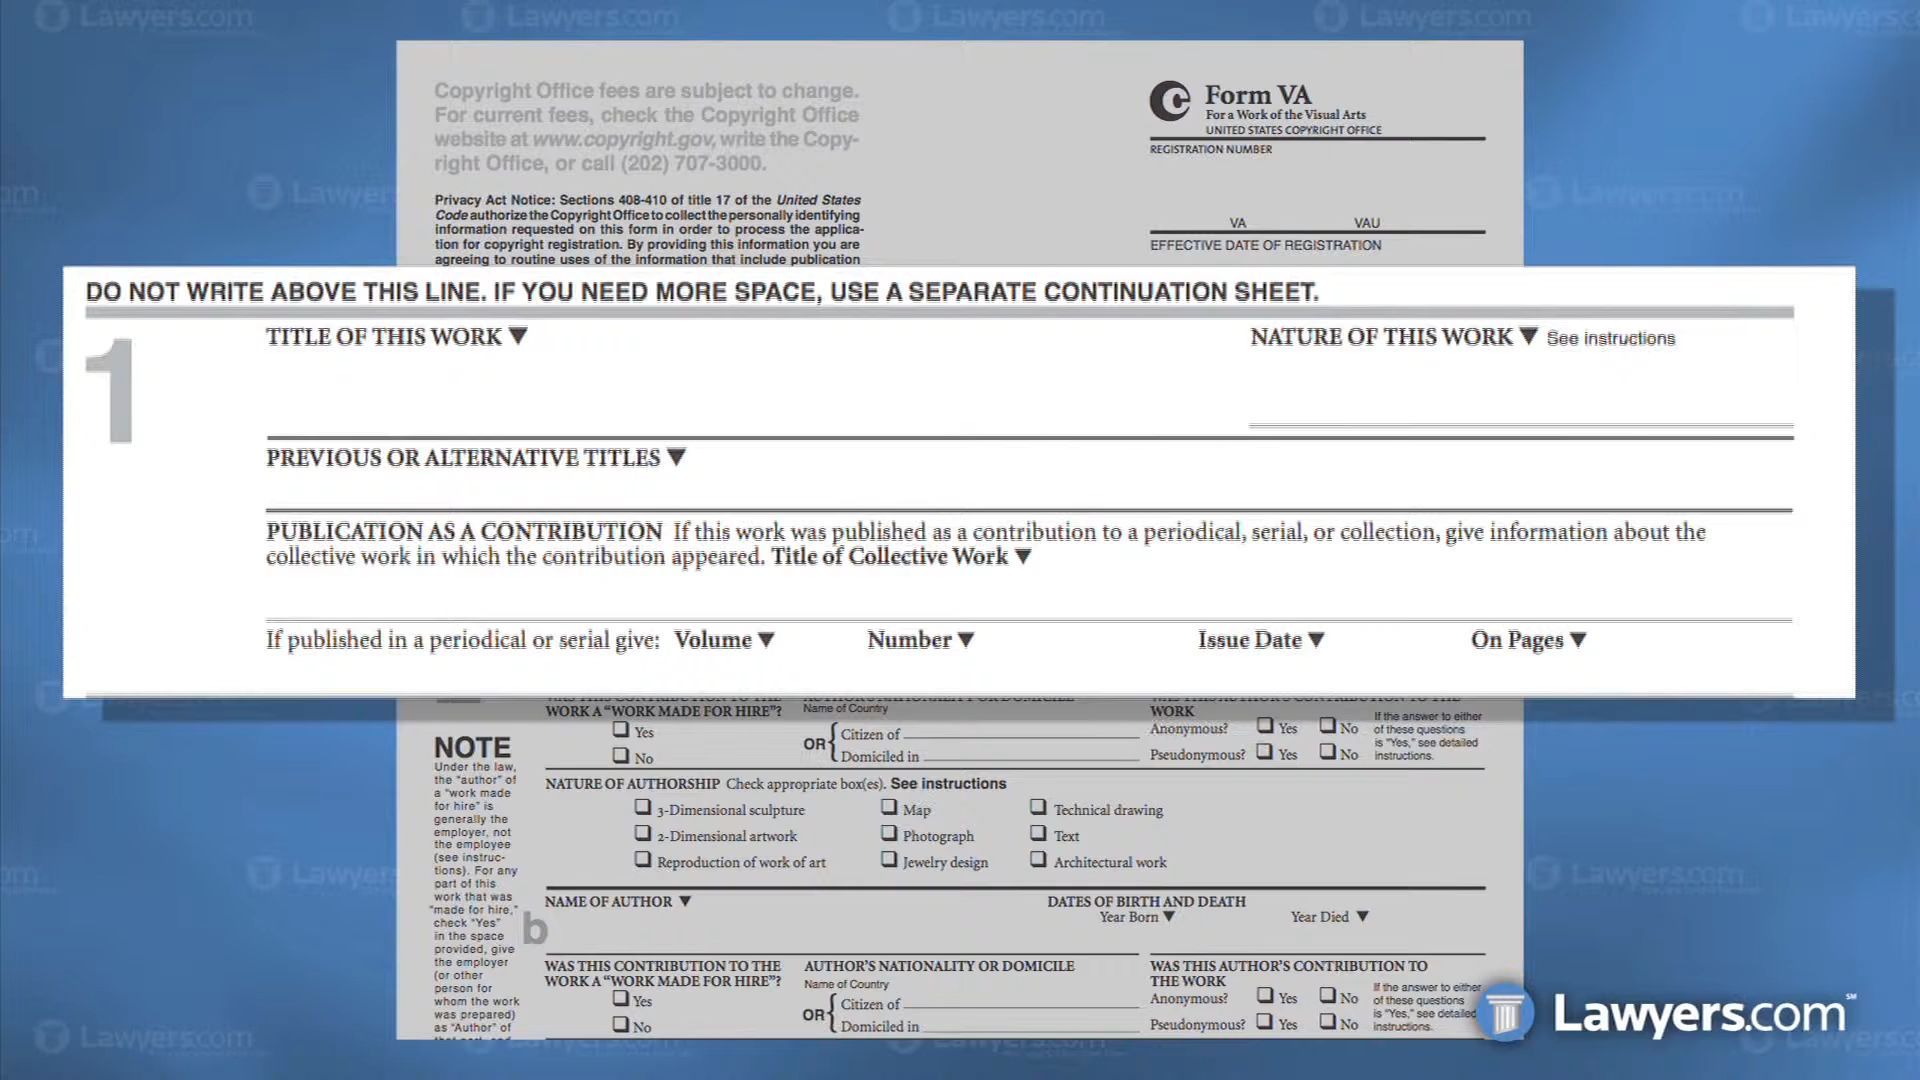 Copyright Office fees are subject to change.
For current fees, check the Copyright Office
website at www.copyright.gov, write the Copy-
right Office, or call (202) 707-3000.
Privacy Act Notice: Sections 408-410 of title 17 of the United States
Code authorize the Copyright Office to collect the personally identifying
information requested on this form in order to process the applica-
tion for copyright registration. By providing this information you are
agreeing to routine uses of the information that include publication
Form VA
For a Work of the Visual Arts
UNITED STATES COPYRIGHT OFFICE
REGISTRATION NUMBER
VA VAU
EFFECTIVE DATE OF REGISTRATION
DO NOT WRITE ABOVE THIS LINE. IF YOU NEED MORE SPACE, USE A SEPARATE CONTINUATION SHEET.
1
TITLE OF THIS WORK ▼
NATURE OF THIS WORK ▼ See instructions
PREVIOUS OR ALTERNATIVE TITLES ▼
PUBLICATION AS A CONTRIBUTION If this work was published as a contribution to a periodical, serial, or collection, give information about the
collective work in which the contribution appeared. Title of Collective Work ▼
If published in a periodical or serial give: Volume ▼ Number ▼ Issue Date ▼ On Pages ▼
NOTE
Under the law,
the "author" of
a "work made
for hire" is
generally the
employer, not
the employee
(see instruc-
tions). For any
part of this
work that was
"made for hire,"
check "Yes"
in the space
provided, give
the employer
(or other
person for
whom the work
was prepared)
as "Author" of
WORK A "WORK MADE FOR HIRE"?
Yes
No
Name of Country
OR { Citizen of
Domiciled in
WORK
Anonymous? Yes No
Pseudonymous? Yes No
If the answer to either
of these questions
is "Yes," see detailed
instructions.
NATURE OF AUTHORSHIP Check appropriate box(es). See instructions
3-Dimensional sculpture Map Technical drawing
2-Dimensional artwork Photograph Text
Reproduction of work of art Jewelry design Architectural work
b
NAME OF AUTHOR ▼
DATES OF BIRTH AND DEATH
Year Born ▼ Year Died ▼
WAS THIS CONTRIBUTION TO THE
WORK A "WORK MADE FOR HIRE"?
Yes
No
AUTHOR'S NATIONALITY OR DOMICILE
Name of Country
OR { Citizen of
Domiciled in
WAS THIS AUTHOR'S CONTRIBUTION TO
THE WORK
Anonymous? Yes No
Pseudonymous? Yes No
If the answer to either
of these questions
is "Yes," see detailed
instructions.
Lawyers.com℠